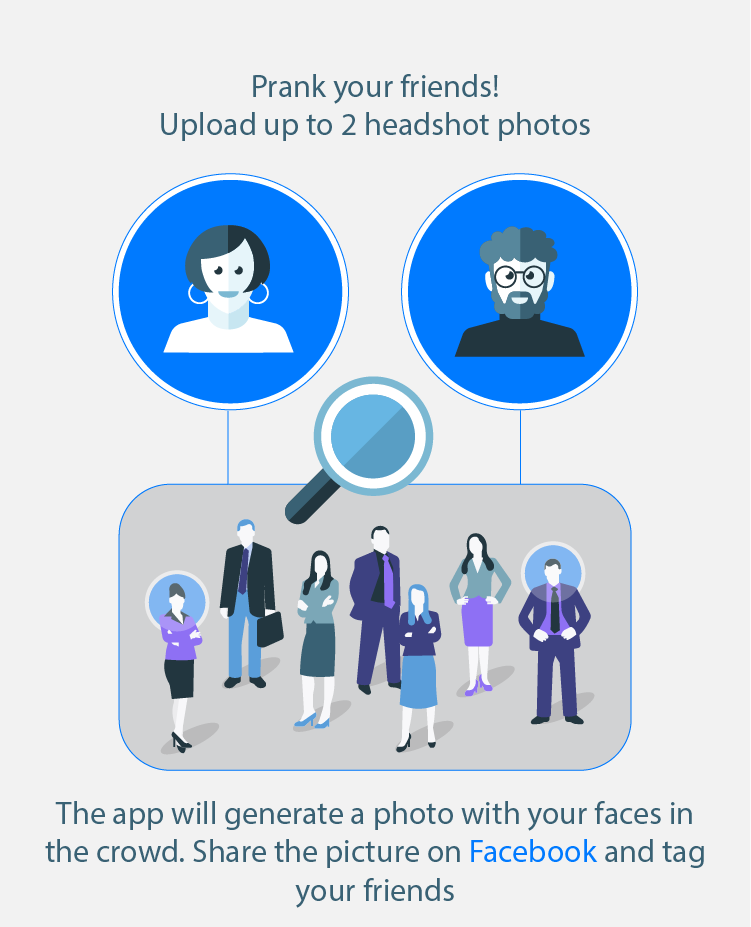 Prank your friends!
Upload up to 2 headshot photos
The app will generate a photo with your faces in
the crowd. Share the picture on Facebook and tag
your friends